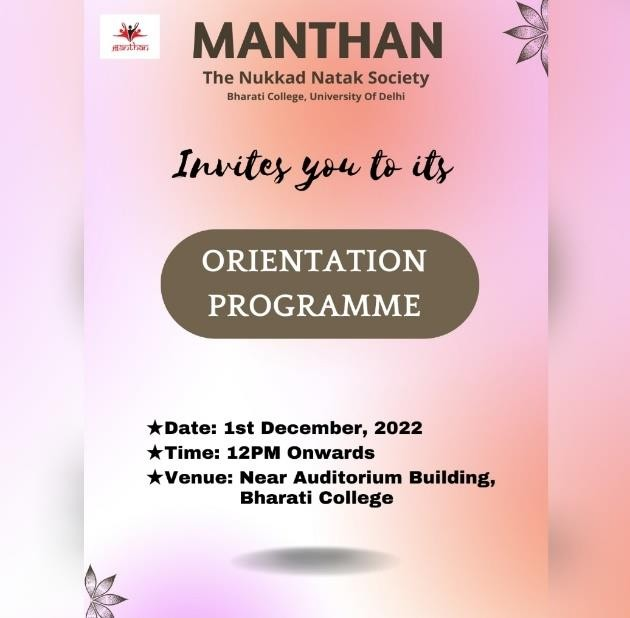 manthan
MANTHAN
The Nukkad Natak Society
Bharati College, University Of Delhi
Invites you to its
ORIENTATION
PROGRAMME
★Date: 1st December, 2022
★Time: 12PM Onwards
★Venue: Near Auditorium Building,
Bharati College